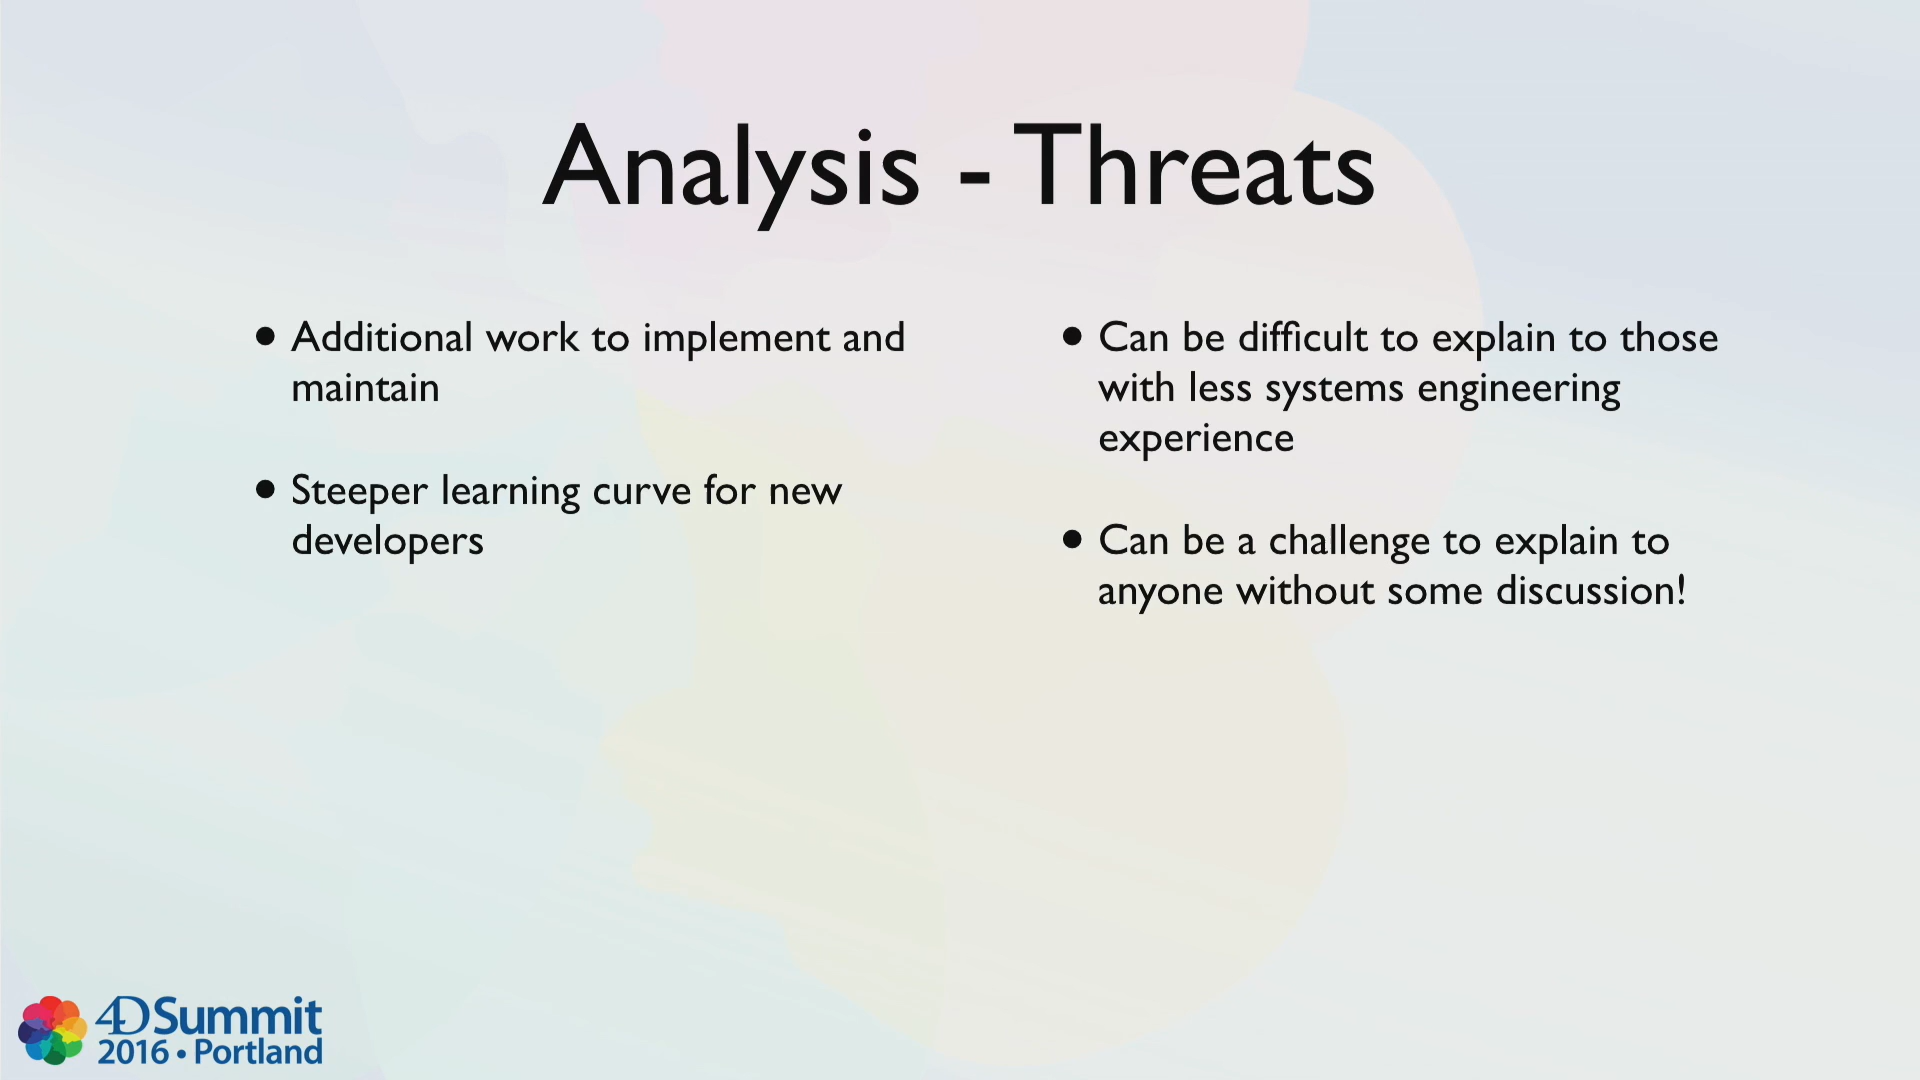 Analysis - Threats
• Additional work to implement and
maintain
• Steeper learning curve for new
developers
• Can be difficult to explain to those
with less systems engineering
experience
• Can be a challenge to explain to
anyone without some discussion!
4D Summit
2016 • Portland